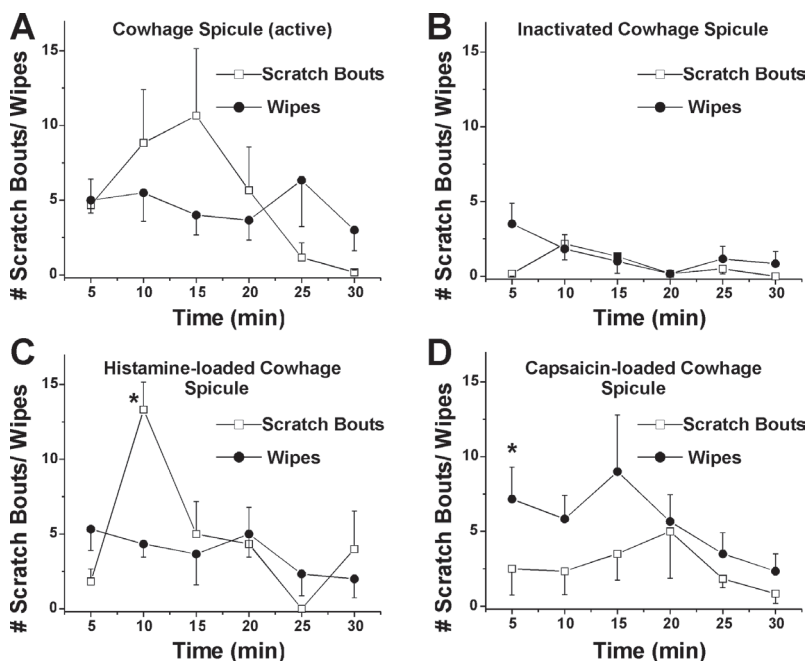 A
Cowhage Spicule (active)
# Scratch Bouts/ Wipes
15
10
5
0
Scratch Bouts
Wipes
5 10 15 20 25 30
Time (min)
B
Inactivated Cowhage Spicule
# Scratch Bouts/ Wipes
15
10
5
0
Scratch Bouts
Wipes
5 10 15 20 25 30
Time (min)
C
Histamine-loaded Cowhage
Spicule
# Scratch Bouts/ Wipes
15
10
5
0
*
Scratch Bouts
Wipes
5 10 15 20 25 30
Time (min)
D
Capsaicin-loaded Cowhage
Spicule
# Scratch Bouts/ Wipes
15
10
5
0
*
Scratch Bouts
Wipes
5 10 15 20 25 30
Time (min)